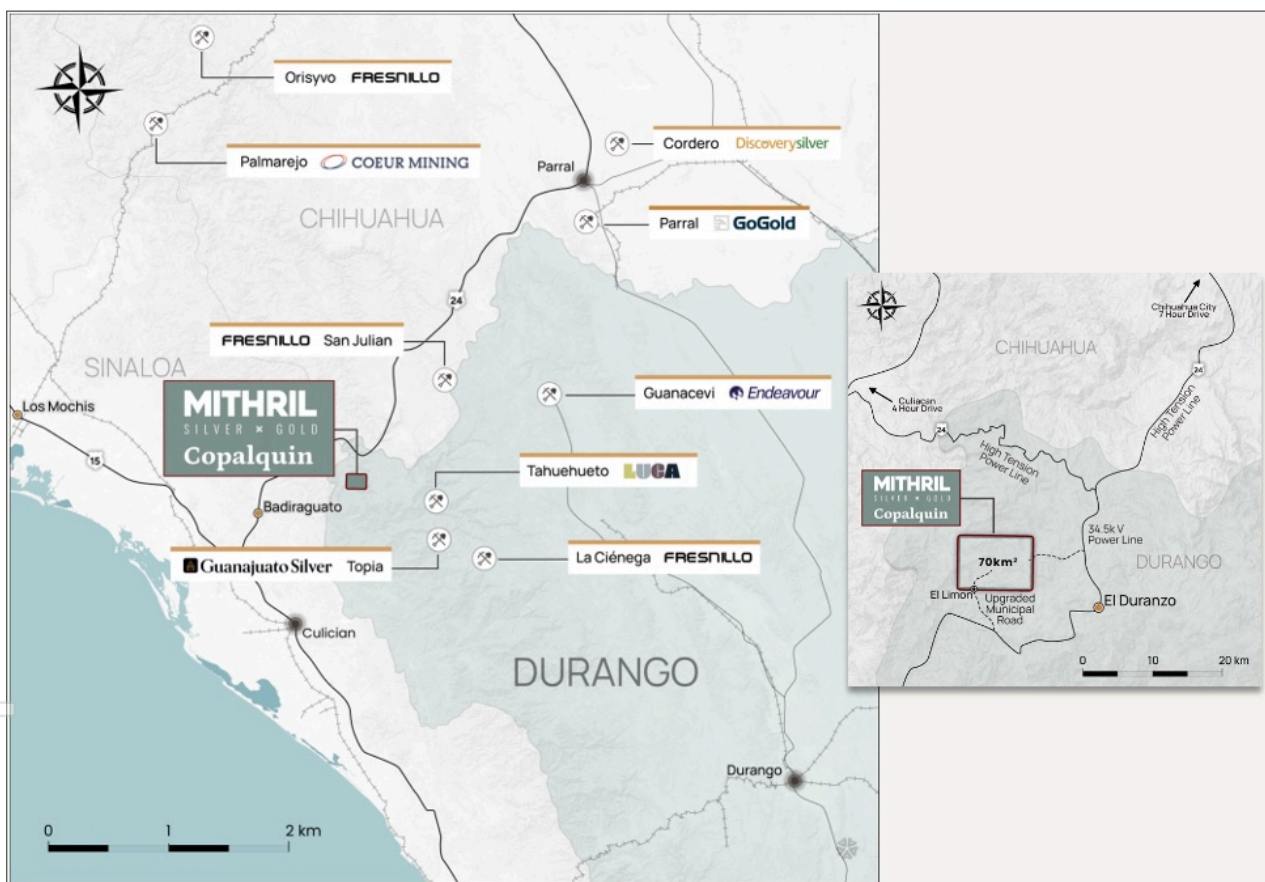 Orisyvo FRESNILLO
Palmarejo COEUR MINING
Cordero Discoverysilver
Parral
Parral GoGold
CHIHUAHUA
24
FRESNILLO San Julian
SINALOA
MITHRIL
SILVER GOLD
Copalquin
Los Mochis
15
Guanacevi Endeavour
Tahuehueto LUCA
Badiraguato
Guanajuato Silver Topia
La Ciénega FRESNILLO
Culician
DURANGO
Durango
0 1 2 km
Chihuahua City
7 Hour Drive
CHIHUAHUA
24
Culiacan
4 Hour Drive
High Tension
Power Line
24
High Tension
Power Line
MITHRIL
SILVER GOLD
Copalquin
34.5k V
Power Line
70km²
DURANGO
El Limon
Upgraded
Municipal
Road
El Duranzo
0 10 20 km